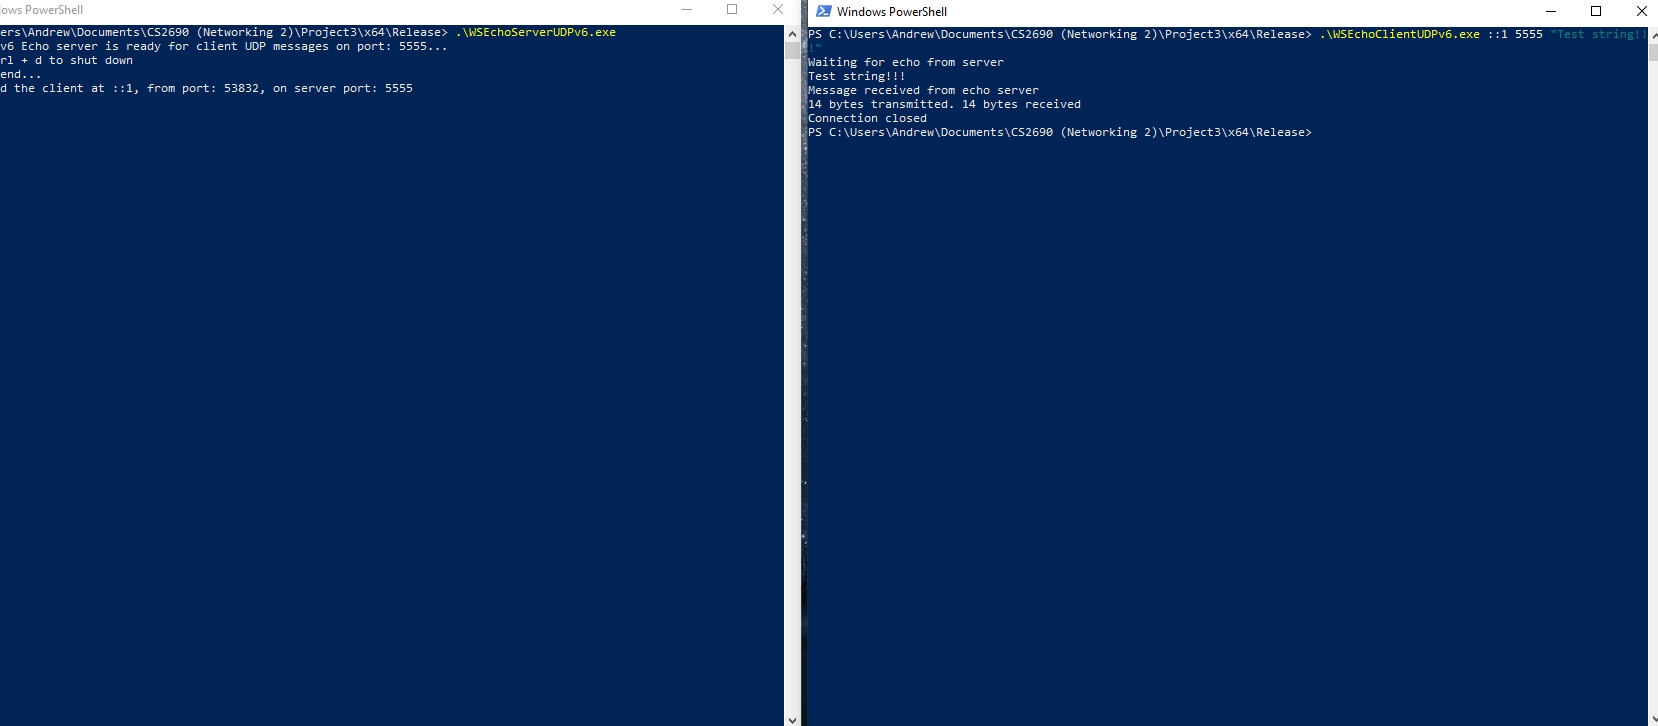 ows PowerShell
ers\Andrew\Documents\CS2690 (Networking 2)\Project3\x64\Release> .\WSEchoServerUDPv6.exe
v6 Echo server is ready for client UDP messages on port: 5555...
rl + d to shut down
end...
d the client at ::1, from port: 53832, on server port: 5555
Windows PowerShell
PS C:\Users\Andrew\Documents\CS2690 (Networking 2)\Project3\x64\Release> .\WSEchoClientUDPv6.exe ::1 5555 "Test string!!
!"
Waiting for echo from server
Test string!!!
Message received from echo server
14 bytes transmitted. 14 bytes received
Connection closed
PS C:\Users\Andrew\Documents\CS2690 (Networking 2)\Project3\x64\Release>